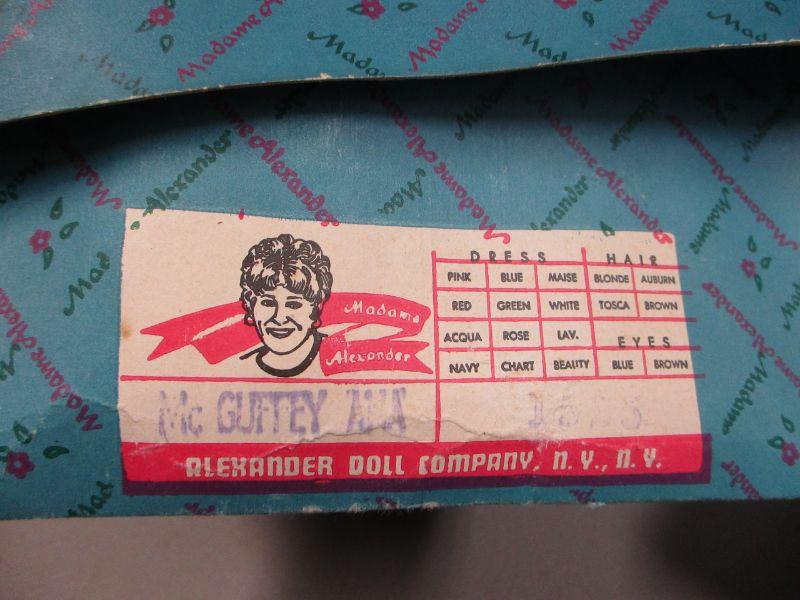 Madame Alexander
Madame
Alexander
DRESS HAIR
PINK BLUE MAISE BLONDE AUBURN
RED GREEN WHITE TOSCA BROWN
ACQUA ROSE LAV. EYES
NAVY CHART BEAUTY BLUE BROWN
Mc GUFFEY ANA
ALEXANDER DOLL COMPANY, N.Y., N.Y.